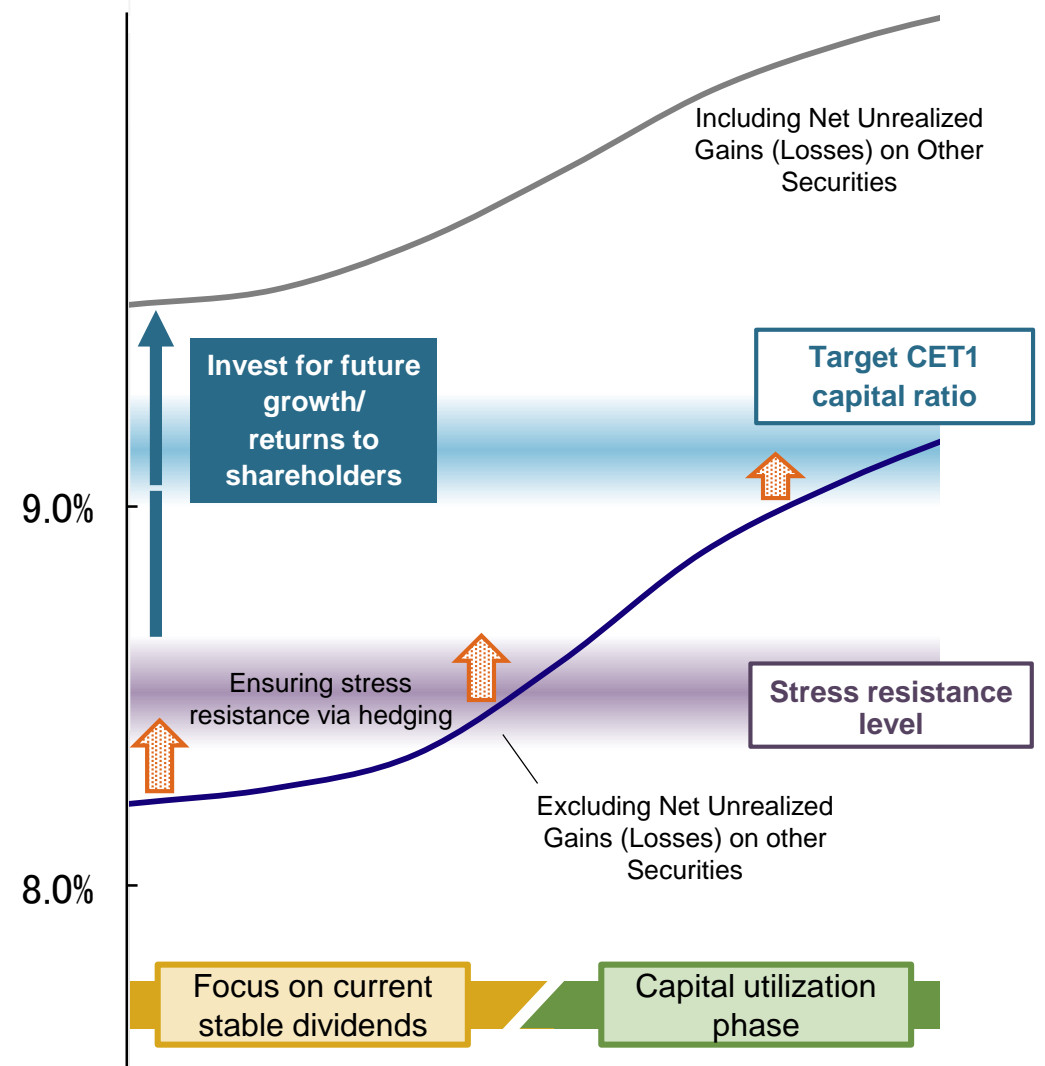 Including Net Unrealized
Gains (Losses) on Other
Securities
Invest for future
growth/
returns to
shareholders
Target CET1
capital ratio
9.0%
Ensuring stress
resistance via hedging
Stress resistance
level
Excluding Net Unrealized
Gains (Losses) on other
Securities
8.0%
Focus on current
stable dividends
Capital utilization
phase